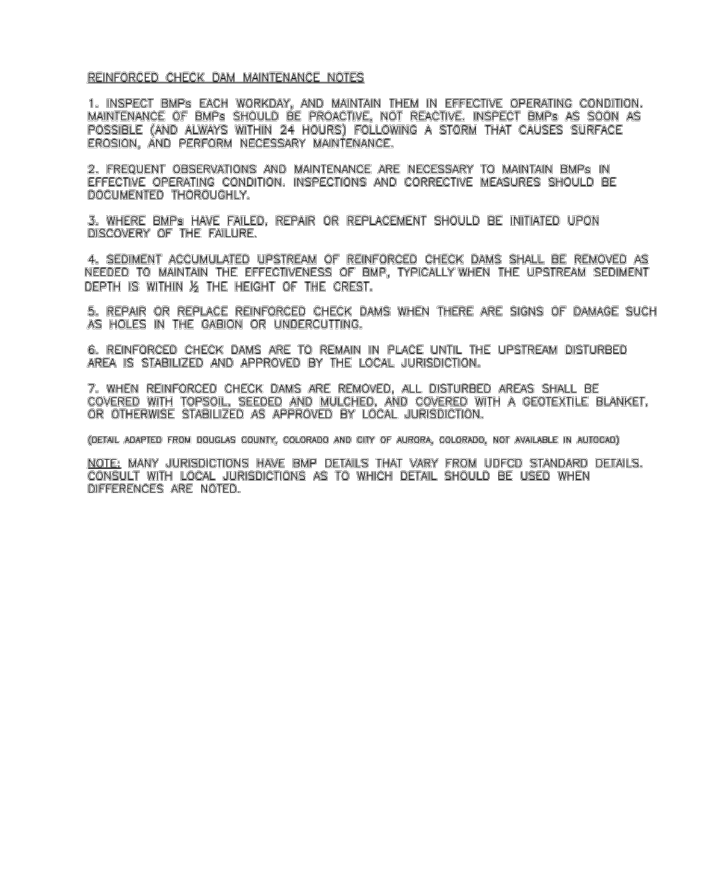 REINFORCED CHECK DAM MAINTENANCE NOTES
1. INSPECT BMPs EACH WORKDAY, AND MAINTAIN THEM IN EFFECTIVE OPERATING CONDITION.
MAINTENANCE OF BMPs SHOULD BE PROACTIVE, NOT REACTIVE. INSPECT BMPs AS SOON AS
POSSIBLE (AND ALWAYS WITHIN 24 HOURS) FOLLOWING A STORM THAT CAUSES SURFACE
EROSION, AND PERFORM NECESSARY MAINTENANCE.
2. FREQUENT OBSERVATIONS AND MAINTENANCE ARE NECESSARY TO MAINTAIN BMPs IN
EFFECTIVE OPERATING CONDITION. INSPECTIONS AND CORRECTIVE MEASURES SHOULD BE
DOCUMENTED THOROUGHLY.
3. WHERE BMPs HAVE FAILED, REPAIR OR REPLACEMENT SHOULD BE INITIATED UPON
DISCOVERY OF THE FAILURE.
4. SEDIMENT ACCUMULATED UPSTREAM OF REINFORCED CHECK DAMS SHALL BE REMOVED AS
NEEDED TO MAINTAIN THE EFFECTIVENESS OF BMP, TYPICALLY WHEN THE UPSTREAM SEDIMENT
DEPTH IS WITHIN ½ THE HEIGHT OF THE CREST.
5. REPAIR OR REPLACE REINFORCED CHECK DAMS WHEN THERE ARE SIGNS OF DAMAGE SUCH
AS HOLES IN THE GABION OR UNDERCUTTING.
6. REINFORCED CHECK DAMS ARE TO REMAIN IN PLACE UNTIL THE UPSTREAM DISTURBED
AREA IS STABILIZED AND APPROVED BY THE LOCAL JURISDICTION.
7. WHEN REINFORCED CHECK DAMS ARE REMOVED, ALL DISTURBED AREAS SHALL BE
COVERED WITH TOPSOIL, SEEDED AND MULCHED, AND COVERED WITH A GEOTEXTILE BLANKET,
OR OTHERWISE STABILIZED AS APPROVED BY LOCAL JURISDICTION.
(DETAIL ADAPTED FROM DOUGLAS COUNTY, COLORADO AND CITY OF AURORA, COLORADO, NOT AVAILABLE IN AUTOCAD)
NOTE: MANY JURISDICTIONS HAVE BMP DETAILS THAT VARY FROM UDFCD STANDARD DETAILS.
CONSULT WITH LOCAL JURISDICTIONS AS TO WHICH DETAIL SHOULD BE USED WHEN
DIFFERENCES ARE NOTED.